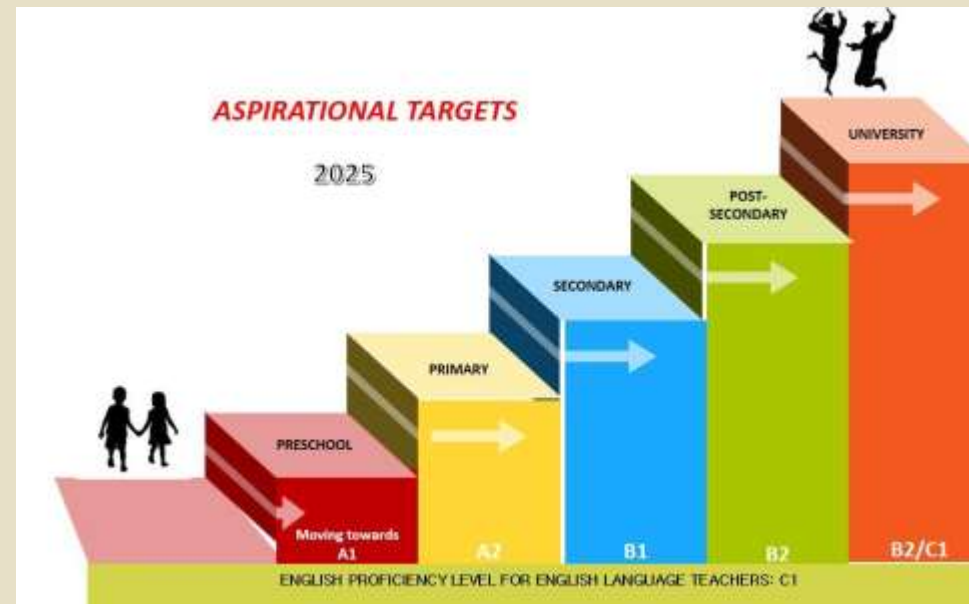 ASPIRATIONAL TARGETS
2025
UNIVERSITY
POST-
SECONDARY
SECONDARY
PRIMARY
PRESCHOOL
Moving towards
A1
A2
B1
B2
B2/C1
ENGLISH PROFICIENCY LEVEL FOR ENGLISH LANGUAGE TEACHERS: C1